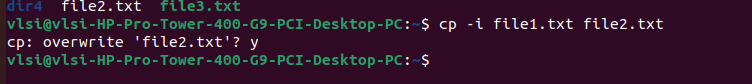 dir4 file2.txt file3.txt
vlsi@vlsi-HP-Pro-Tower-400-G9-PCI-Desktop-PC:~$ cp -i file1.txt file2.txt
cp: overwrite 'file2.txt'? y
vlsi@vlsi-HP-Pro-Tower-400-G9-PCI-Desktop-PC:~$